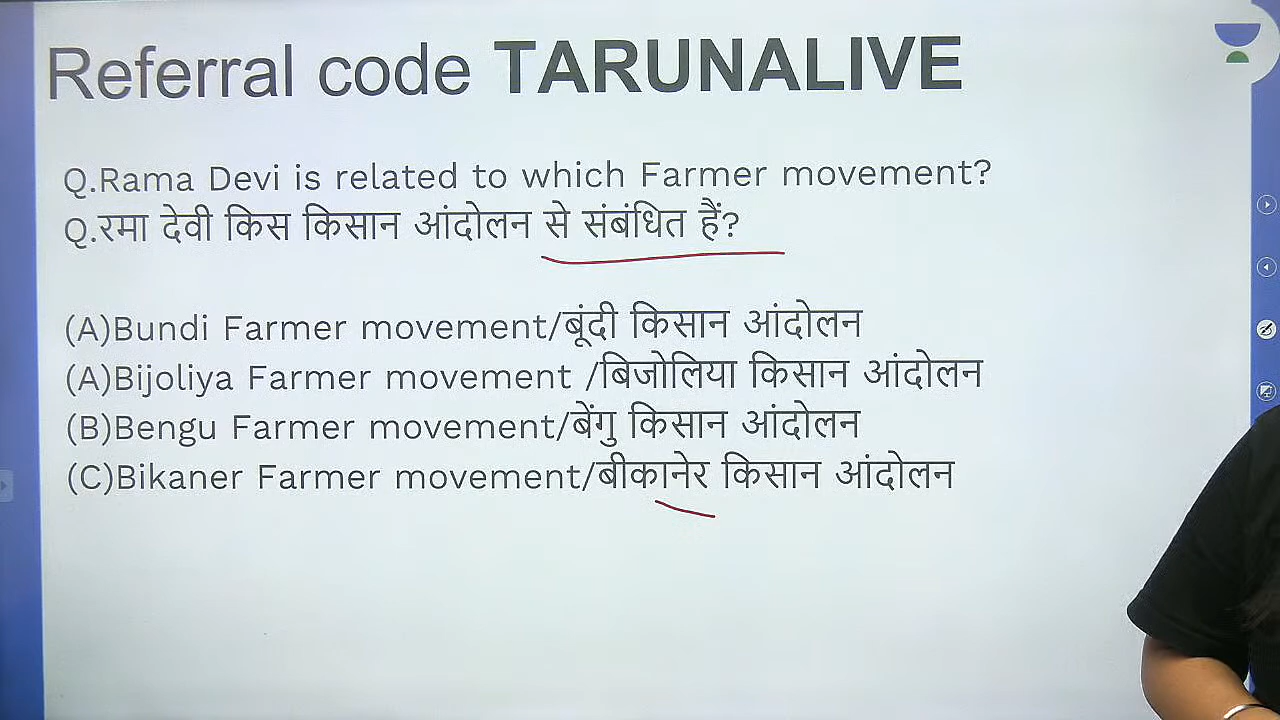 Referral code TARUNALIVE
Q.Rama Devi is related to which Farmer movement?
Q.रमा देवी किस किसान आंदोलन से संबंधित हैं?
(A)Bundi Farmer movement/बूंदी किसान आंदोलन
(A)Bijoliya Farmer movement /बिजोलिया किसान आंदोलन
(B)Bengu Farmer movement/बेंगु किसान आंदोलन
(C)Bikaner Farmer movement/बीकानेर किसान आंदोलन